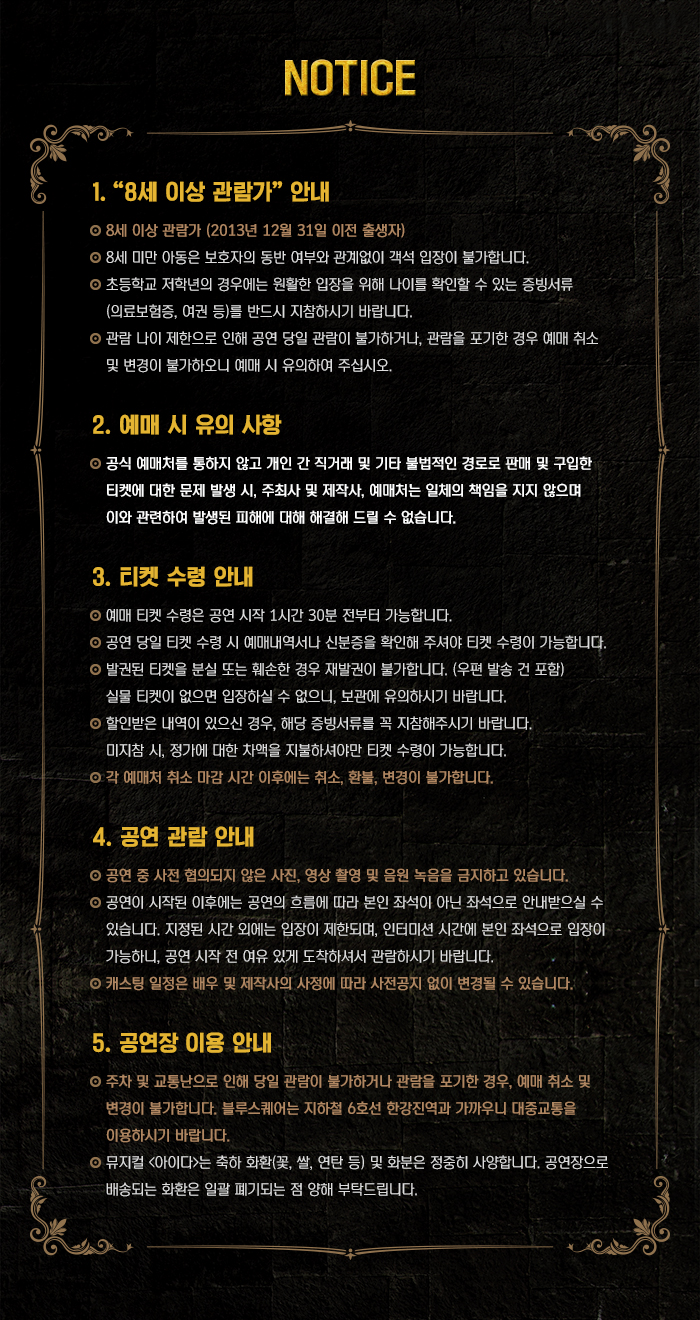 NOTICE
1. “8세 이상 관람가” 안내
8세 이상 관람가 (2013년 12월 31일 이전 출생자)
8세 미만 아동은 보호자의 동반 여부와 관계없이 객석 입장이 불가합니다.
초등학교 저학년의 경우에는 원활한 입장을 위해 나이를 확인할 수 있는 증빙서류
(의료보험증, 여권 등)를 반드시 지참하시기 바랍니다.
관람 나이 제한으로 인해 공연 당일 관람이 불가하거나, 관람을 포기한 경우 예매 취소
및 변경이 불가하오니 예매 시 유의하여 주십시오.
2. 예매 시 유의 사항
공식 예매처를 통하지 않고 개인 간 직거래 및 기타 불법적인 경로로 판매 및 구입한
티켓에 대한 문제 발생 시, 주최사 및 제작사, 예매처는 일체의 책임을 지지 않으며
이와 관련하여 발생된 피해에 대해 해결해 드릴 수 없습니다.
3. 티켓 수령 안내
예매 티켓 수령은 공연 시작 1시간 30분 전부터 가능합니다.
공연 당일 티켓 수령 시 예매내역서나 신분증을 확인해 주셔야 티켓 수령이 가능합니다.
발권된 티켓을 분실 또는 훼손한 경우 재발권이 불가합니다. (우편 발송 건 포함)
실물 티켓이 없으면 입장하실 수 없으니, 보관에 유의하시기 바랍니다.
할인받은 내역이 있으신 경우, 해당 증빙서류를 꼭 지참해주시기 바랍니다.
미지참 시, 정가에 대한 차액을 지불하셔야만 티켓 수령이 가능합니다.
각 예매처 취소 마감 시간 이후에는 취소, 환불, 변경이 불가합니다.
4. 공연 관람 안내
공연 중 사전 협의되지 않은 사진, 영상 촬영 및 음원 녹음을 금지하고 있습니다.
공연이 시작된 이후에는 공연의 흐름에 따라 본인 좌석이 아닌 좌석으로 안내받으실 수
있습니다. 지정된 시간 외에는 입장이 제한되며, 인터미션 시간에 본인 좌석으로 입장이
가능하니, 공연 시작 전 여유 있게 도착하셔서 관람하시기 바랍니다.
캐스팅 일정은 배우 및 제작사의 사정에 따라 사전공지 없이 변경될 수 있습니다.
5. 공연장 이용 안내
주차 및 교통난으로 인해 당일 관람이 불가하거나 관람을 포기한 경우, 예매 취소 및
변경이 불가합니다. 블루스퀘어는 지하철 6호선 한강진역과 가까우니 대중교통을
이용하시기 바랍니다.
뮤지컬 <아이다>는 축하 화환(꽃, 쌀, 연탄 등) 및 화분은 정중히 사양합니다. 공연장으로
배송되는 화환은 일괄 폐기되는 점 양해 부탁드립니다.